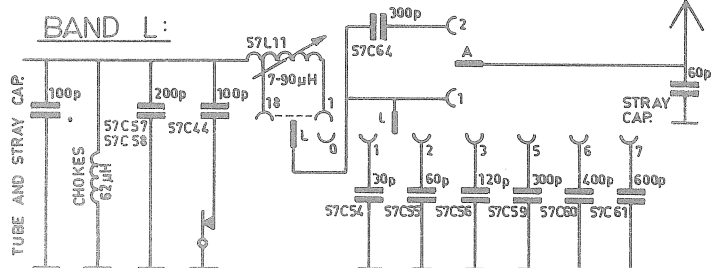 BAND L:
57L11
7-90µH
18
1
L
0
300p
57C64
2
A
1
L
60p
STRAY
CAP.
TUBE AND STRAY CAP.
100p
CHOKES
62µH
200p
57C57
57C58
100p
57C44
1
2
3
5
6
7
30p
60p
120p
300p
400p
600p
57C54
57C55
57C56
57C59
57C60
57C61